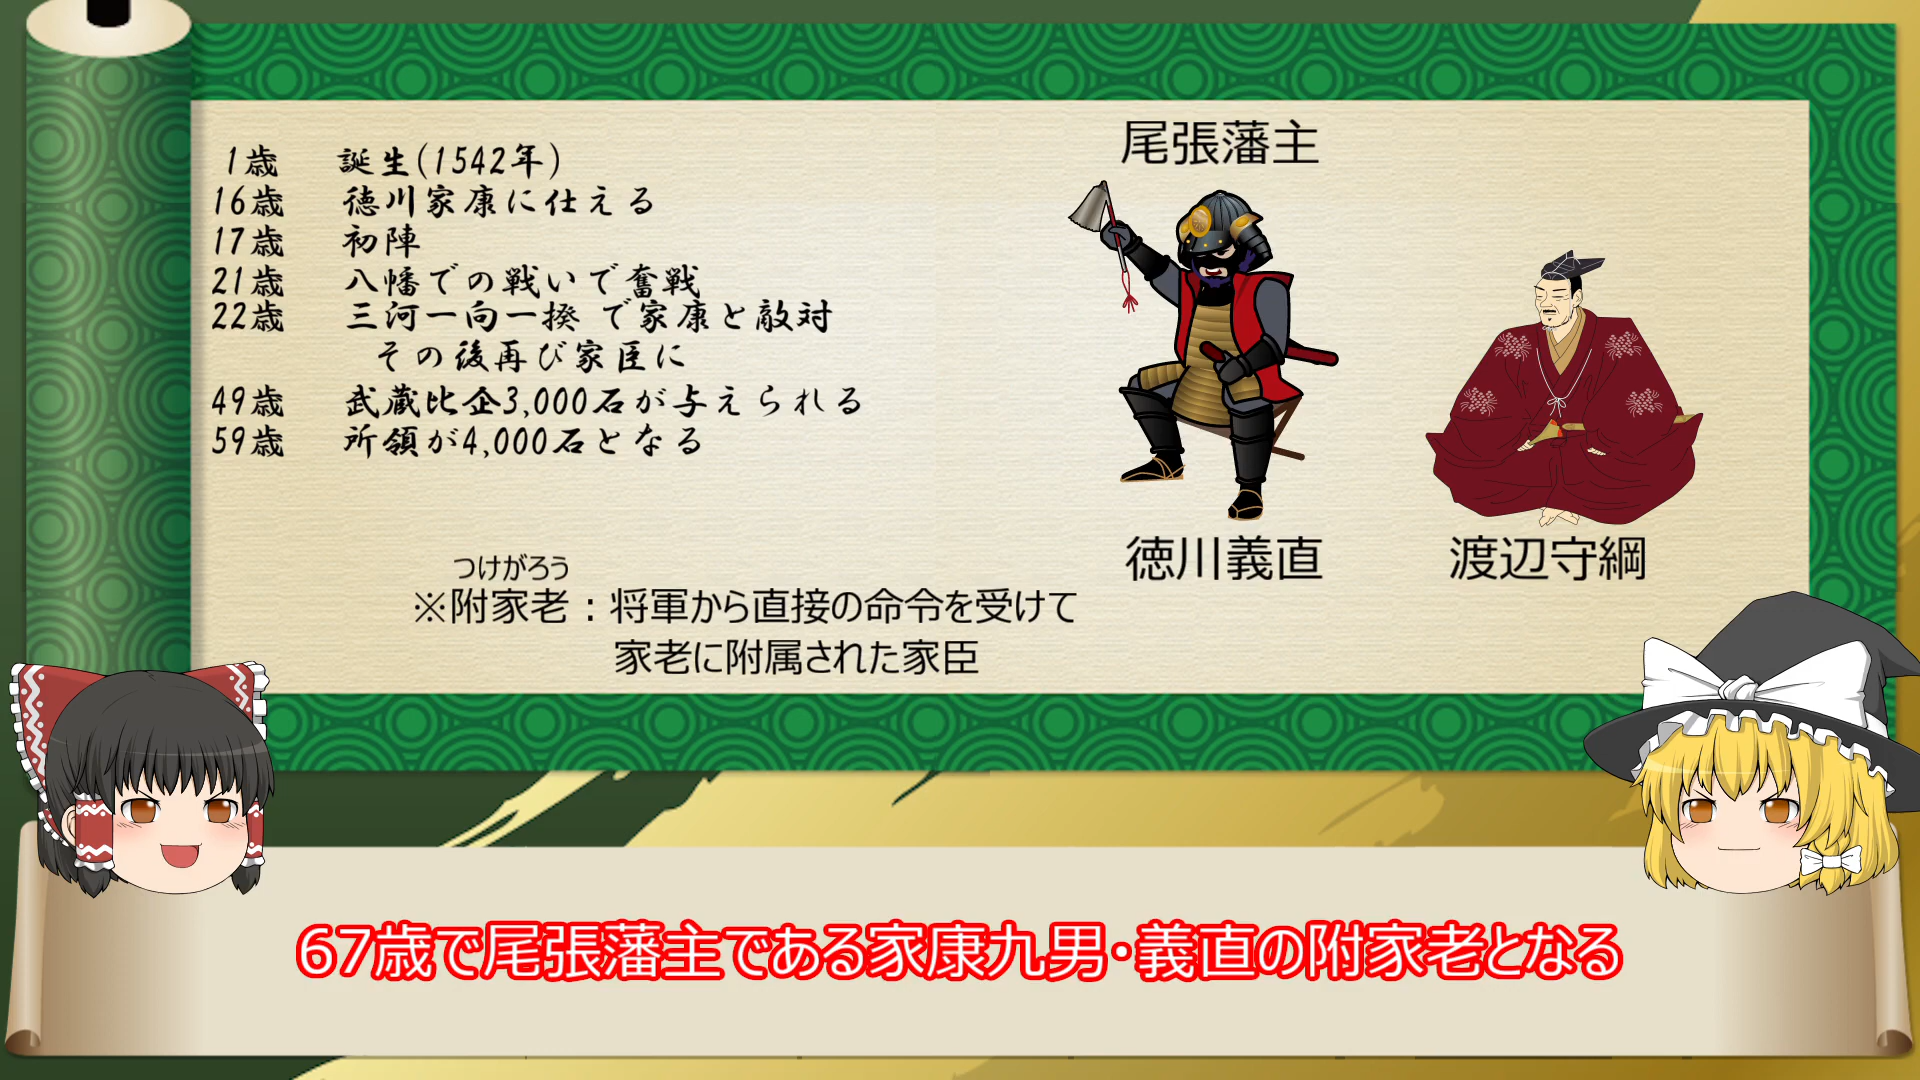 1歳 誕生(1542年)
16歳 徳川家康に仕える
17歳 初陣
21歳 八幡での戦いで奮戦
22歳 三河一向一揆 で家康と敵対
その後再び家臣に
49歳 武蔵比企3,000石が与えられる
59歳 所領が4,000石となる
尾張藩主
徳川義直
渡辺守綱
つけがろう
※附家老：将軍から直接の命令を受けて
家老に附属された家臣
67歳で尾張藩主である家康九男・義直の附家老となる